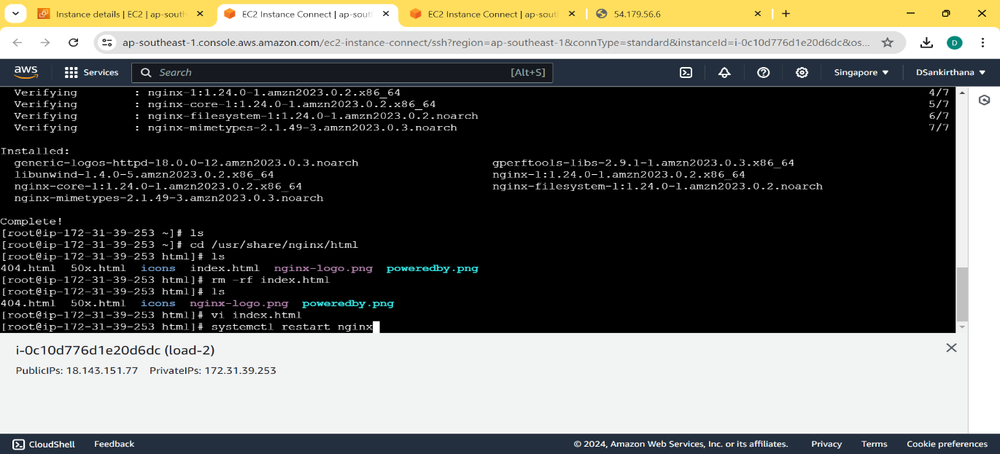 Instance details | EC2 | ap-south
EC2 Instance Connect | ap-sout
EC2 Instance Connect | ap-sout
54.179.56.6
ap-southeast-1.console.aws.amazon.com/ec2-instance-connect/ssh?region=ap-southeast-1&connType=standard&instanceId=i-0c10d776d1e20d6dc&os...
D
aws
Services
Search
[Alt+S]
Singapore
DSankirthana
Verifying : nginx-1:1.24.0-1.amzn2023.0.2.x86_64 4/7
Verifying : nginx-core-1:1.24.0-1.amzn2023.0.2.x86_64 5/7
Verifying : nginx-filesystem-1:1.24.0-1.amzn2023.0.2.noarch 6/7
Verifying : nginx-mimetypes-2.1.49-3.amzn2023.0.3.noarch 7/7
Installed:
generic-logos-httpd-18.0.0-12.amzn2023.0.3.noarch gperftools-libs-2.9.1-1.amzn2023.0.3.x86_64
libunwind-1.4.0-5.amzn2023.0.2.x86_64 nginx-1:1.24.0-1.amzn2023.0.2.x86_64
nginx-core-1:1.24.0-1.amzn2023.0.2.x86_64 nginx-filesystem-1:1.24.0-1.amzn2023.0.2.noarch
nginx-mimetypes-2.1.49-3.amzn2023.0.3.noarch
Complete!
[root@ip-172-31-39-253 ~]# ls
[root@ip-172-31-39-253 ~]# cd /usr/share/nginx/html
[root@ip-172-31-39-253 html]# ls
404.html 50x.html icons index.html nginx-logo.png poweredby.png
[root@ip-172-31-39-253 html]# rm -rf index.html
[root@ip-172-31-39-253 html]# ls
404.html 50x.html icons nginx-logo.png poweredby.png
[root@ip-172-31-39-253 html]# vi index.html
[root@ip-172-31-39-253 html]# systemctl restart nginx
i-0c10d776d1e20d6dc (load-2)
PublicIPs: 18.143.151.77 PrivateIPs: 172.31.39.253
CloudShell
Feedback
© 2024, Amazon Web Services, Inc. or its affiliates.
Privacy
Terms
Cookie preferences